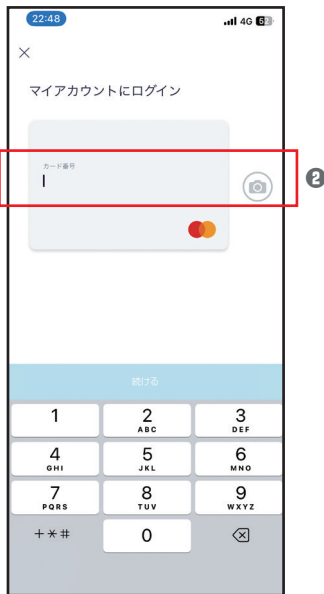 22:48
4G 52
×
マイアカウントにログイン
カード番号
❷
続ける
1
2
ABC
3
DEF
4
GHI
5
JKL
6
MNO
7
PQRS
8
TUV
9
WXYZ
+*#
0